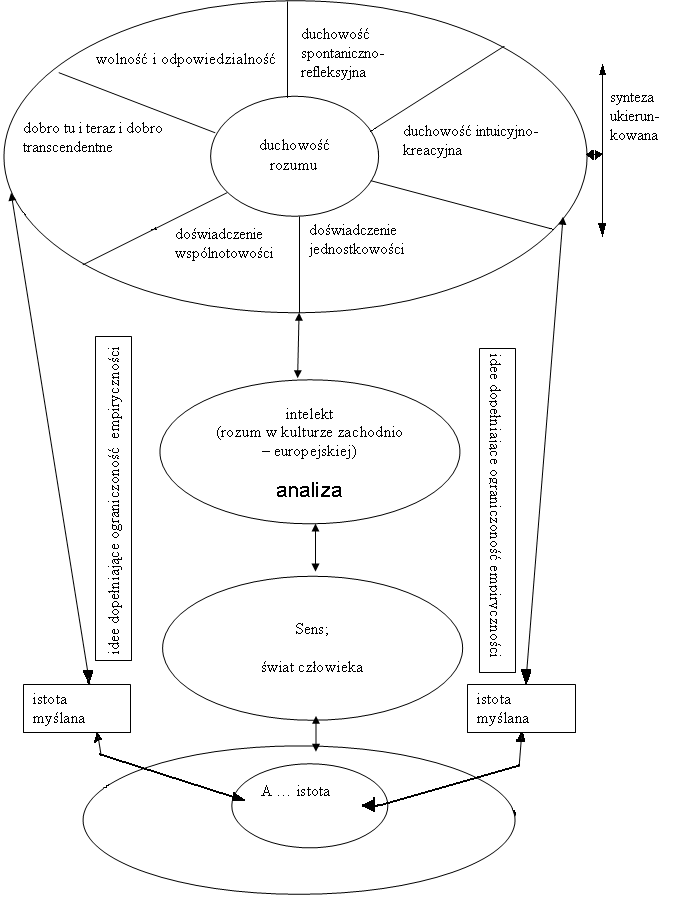 duchowość
spontaniczno-
refleksyjna
wolność i odpowiedzialność
synteza
ukierun-
kowana
dobro tu i teraz i dobro
transcendentne
duchowość intuicyjno-
kreacyjna
duchowość
rozumu
doświadczenie
wspólnotowości
doświadczenie
jednostkowości
idee dopełniające ograniczoność empiryczności
idee dopełniające ograniczoność empiryczności
intelekt
(rozum w kulturze zachodnio
– europejskiej)
analiza
Sens;
świat człowieka
istota
myślana
istota
myślana
A ... istota